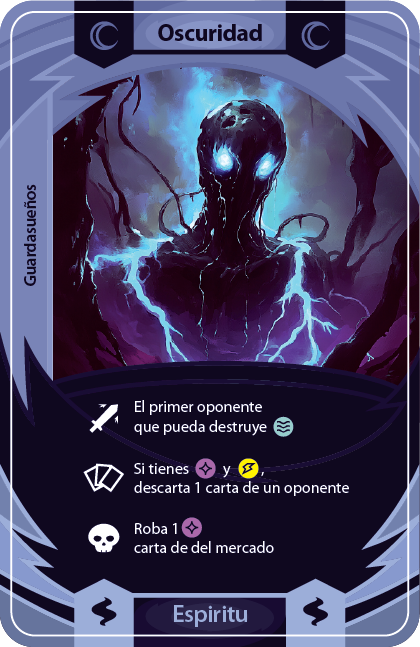 Oscuridad
Guardasueños
El primer oponente
que pueda destruye
Si tienes y ,
descarta 1 carta de un oponente
Roba 1
carta de del mercado
Espiritu